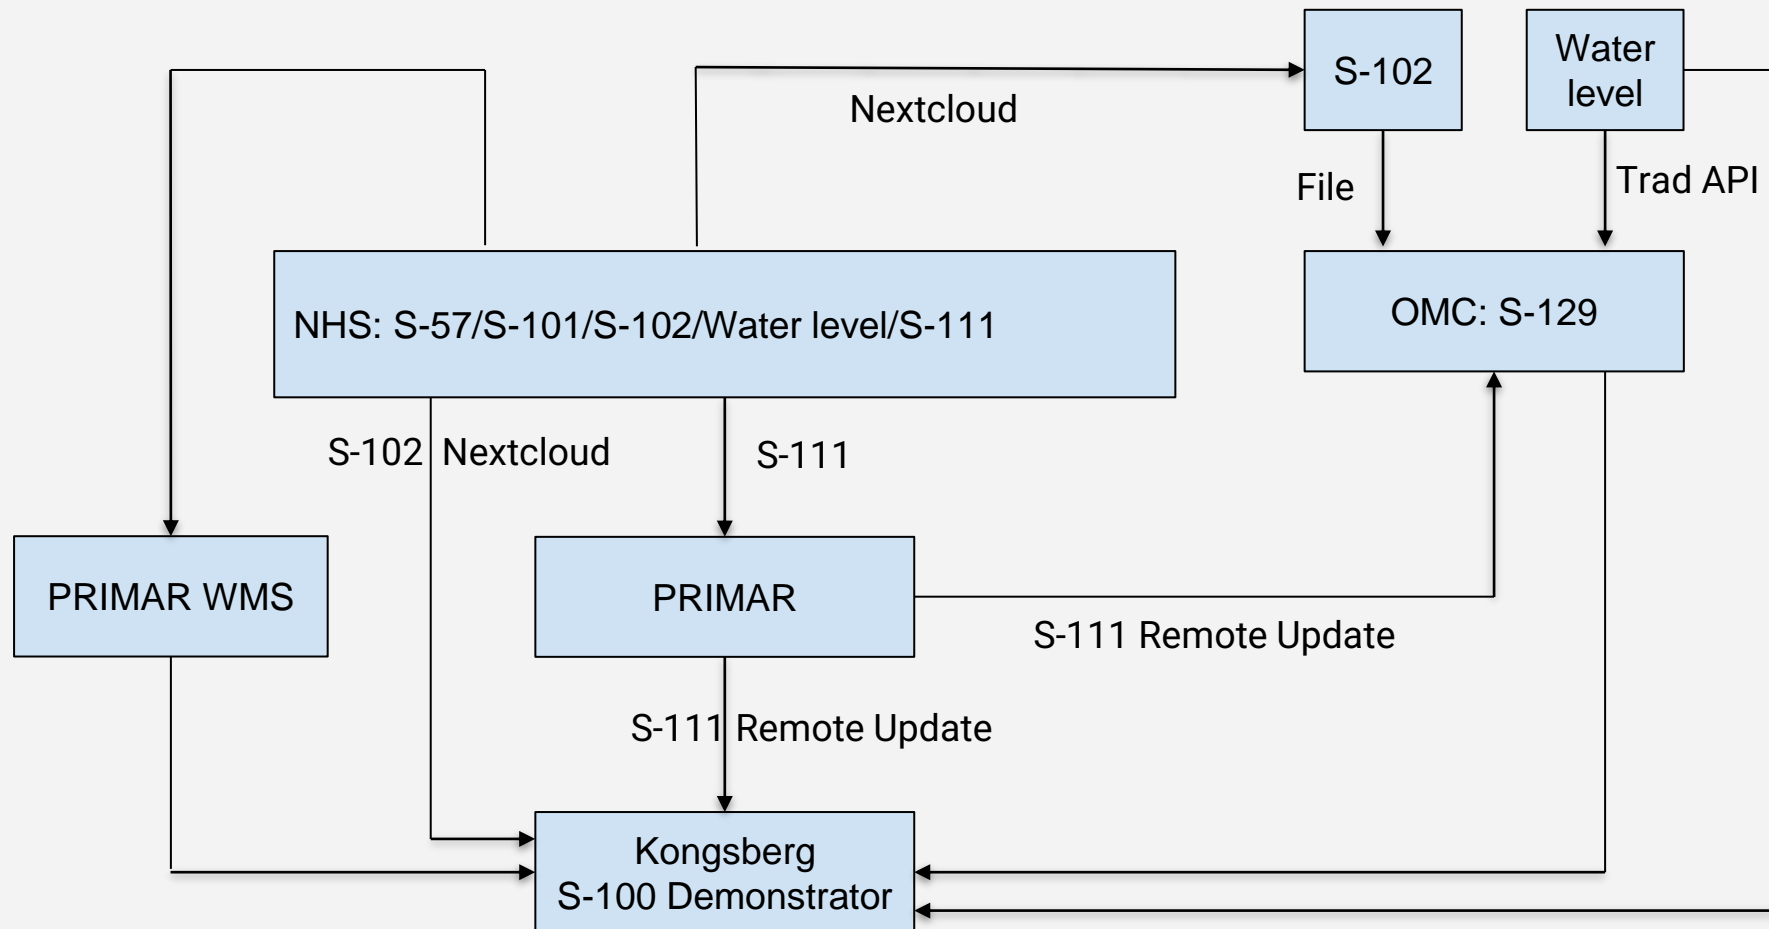 S-102
Water
level
Nextcloud
File
Trad API
NHS: S-57/S-101/S-102/Water level/S-111
OMC: S-129
S-102 Nextcloud
S-111
PRIMAR WMS
PRIMAR
S-111 Remote Update
S-111 Remote Update
Kongsberg
S-100 Demonstrator